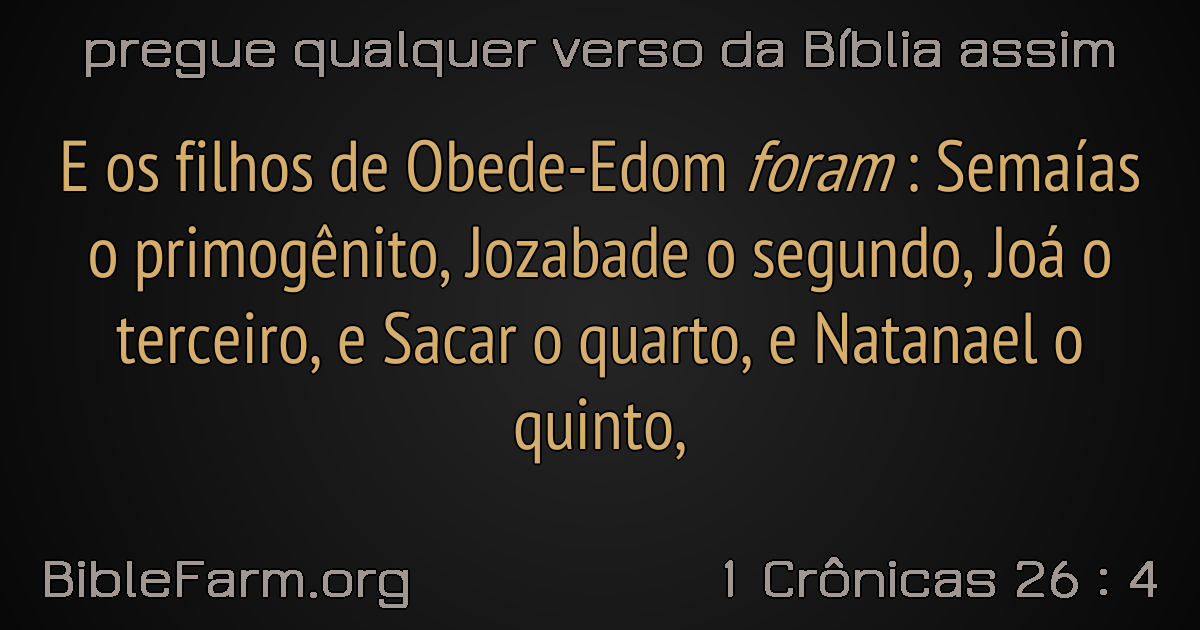 pregue qualquer verso da Bíblia assim
E os filhos de Obede-Edom foram : Semaías
o primogênito, Jozabade o segundo, Joá o
terceiro, e Sacar o quarto, e Natanael o
quinto,
BibleFarm.org
1 Crônicas 26 : 4